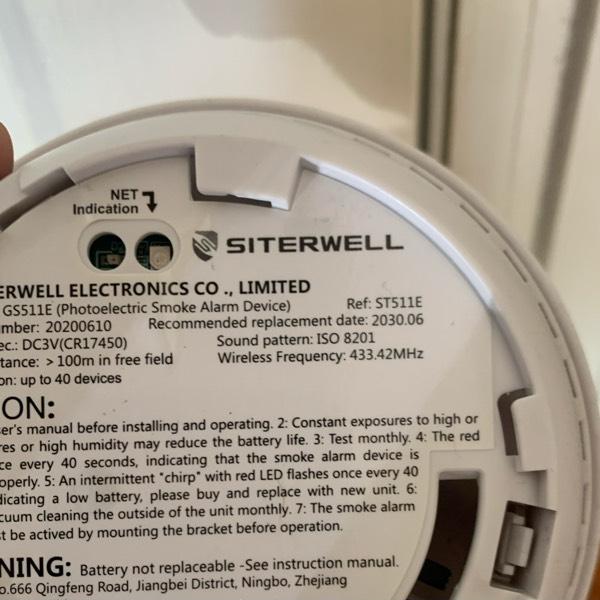 NET
Indication
SITERWELL
ERWELL ELECTRONICS CO ., LIMITED
GS511E (Photoelectric Smoke Alarm Device) Ref: ST511E
mber: 20200610 Recommended replacement date: 2030.06
ec.: DC3V(CR17450) Sound pattern: ISO 8201
tance: > 100m in free field Wireless Frequency: 433.42MHz
on: up to 40 devices
ION:
ser's manual before installing and operating. 2: Constant exposures to high or
res or high humidity may reduce the battery life. 3: Test monthly. 4: The red
ce every 40 seconds, indicating that the smoke alarm device is
operly. 5: An intermittent "chirp" with red LED flashes once every 40
dicating a low battery, please buy and replace with new unit. 6:
cuum cleaning the outside of the unit monthly. 7: The smoke alarm
st be actived by mounting the bracket before operation.
NING: Battery not replaceable -See instruction manual.
o.666 Qingfeng Road, Jiangbei District, Ningbo, Zhejiang